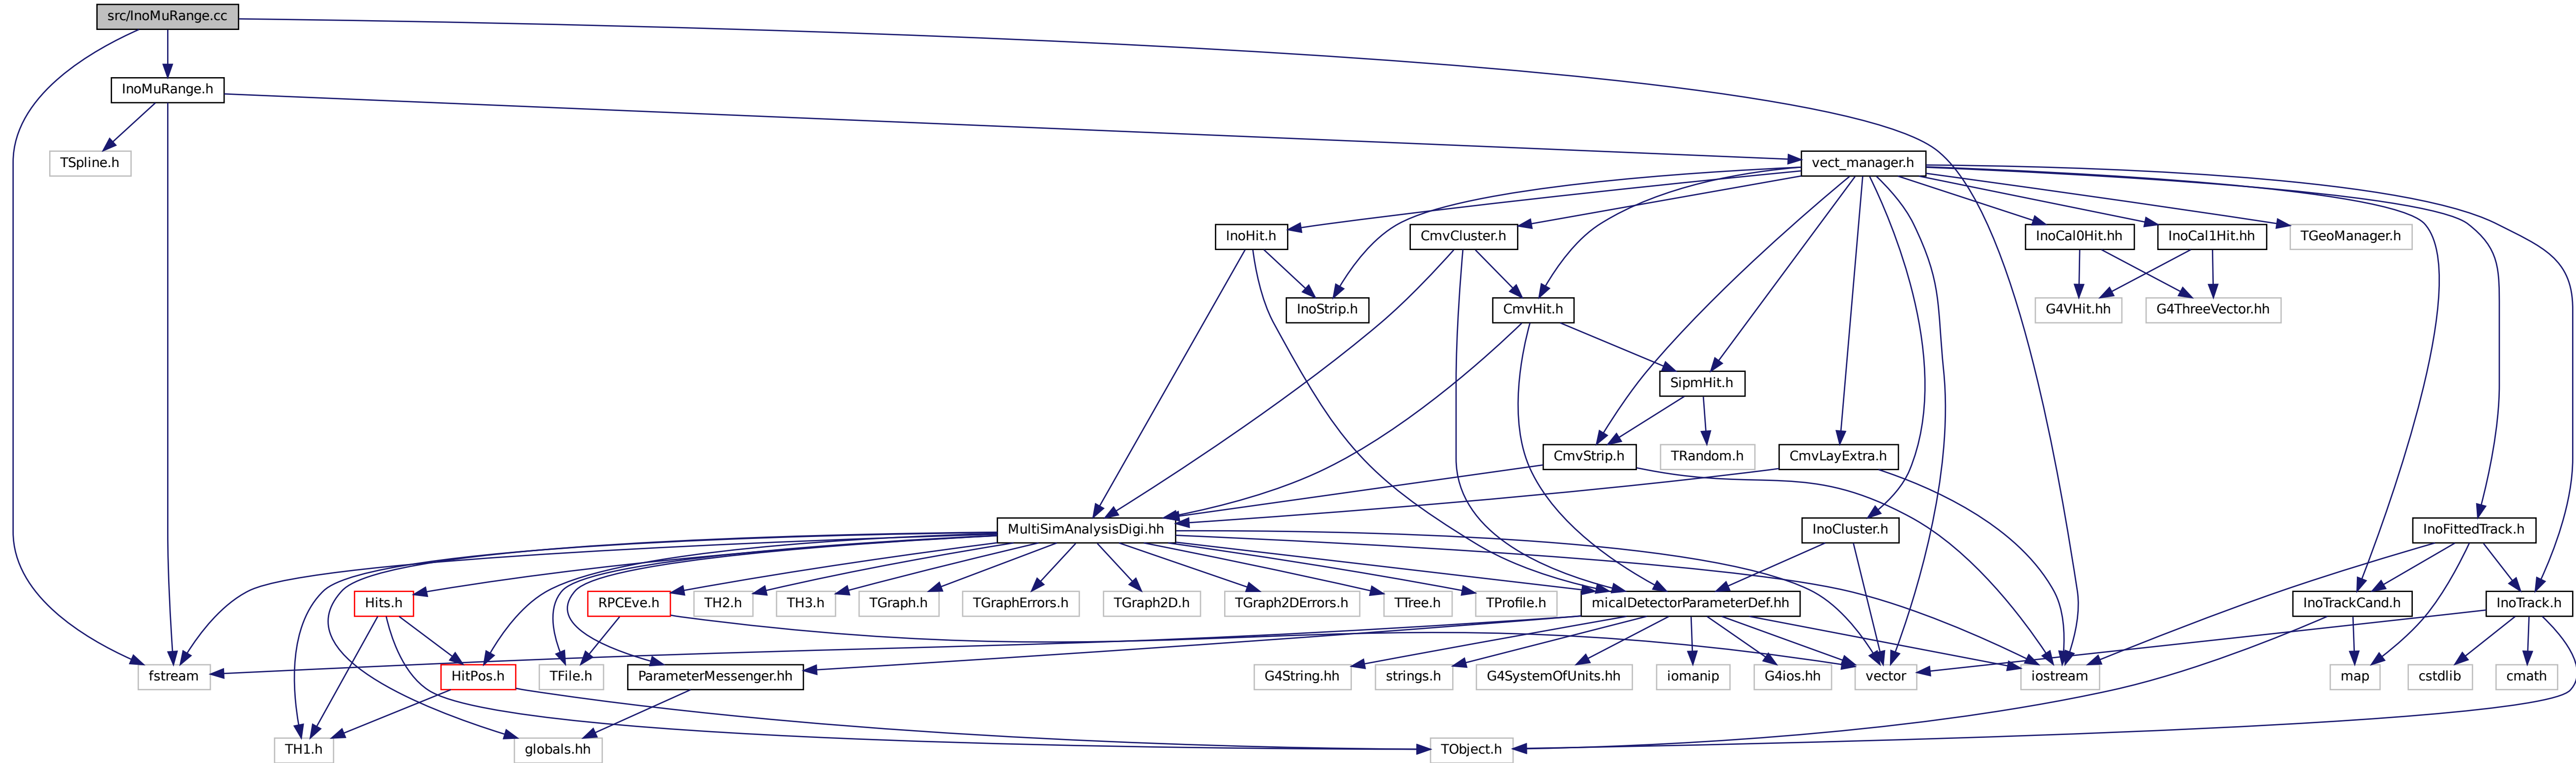 src/InoMuRange.cc
InoMuRange.h
TSpline.h
vect_manager.h
InoHit.h
CmvCluster.h
InoCal0Hit.hh
InoCal1Hit.hh
TGeoManager.h
InoStrip.h
CmvHit.h
G4VHit.hh
G4ThreeVector.hh
SipmHit.h
CmvStrip.h
TRandom.h
CmvLayExtra.h
MultiSimAnalysisDigi.hh
InoCluster.h
InoFittedTrack.h
Hits.h
RPCEve.h
TH2.h
TH3.h
TGraph.h
TGraphErrors.h
TGraph2D.h
TGraph2DErrors.h
TTree.h
TProfile.h
micalDetectorParameterDef.hh
InoTrackCand.h
InoTrack.h
fstream
HitPos.h
TFile.h
ParameterMessenger.hh
G4String.hh
strings.h
G4SystemOfUnits.hh
iomanip
G4ios.hh
vector
iostream
map
cstdlib
cmath
TH1.h
globals.hh
TObject.h